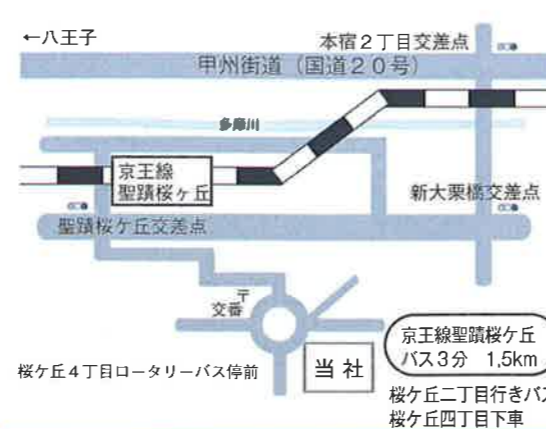 ←八王子
本宿２丁目交差点
甲州街道（国道２０号）
多摩川
京王線
聖蹟桜ヶ丘
新大栗橋交差点
聖蹟桜ケ丘交差点
〒
交番
京王線聖蹟桜ケ丘
バス３分　1,5km
当社
桜ケ丘４丁目ロータリーバス停前
桜ケ丘二丁目行きバス
桜ケ丘四丁目下車